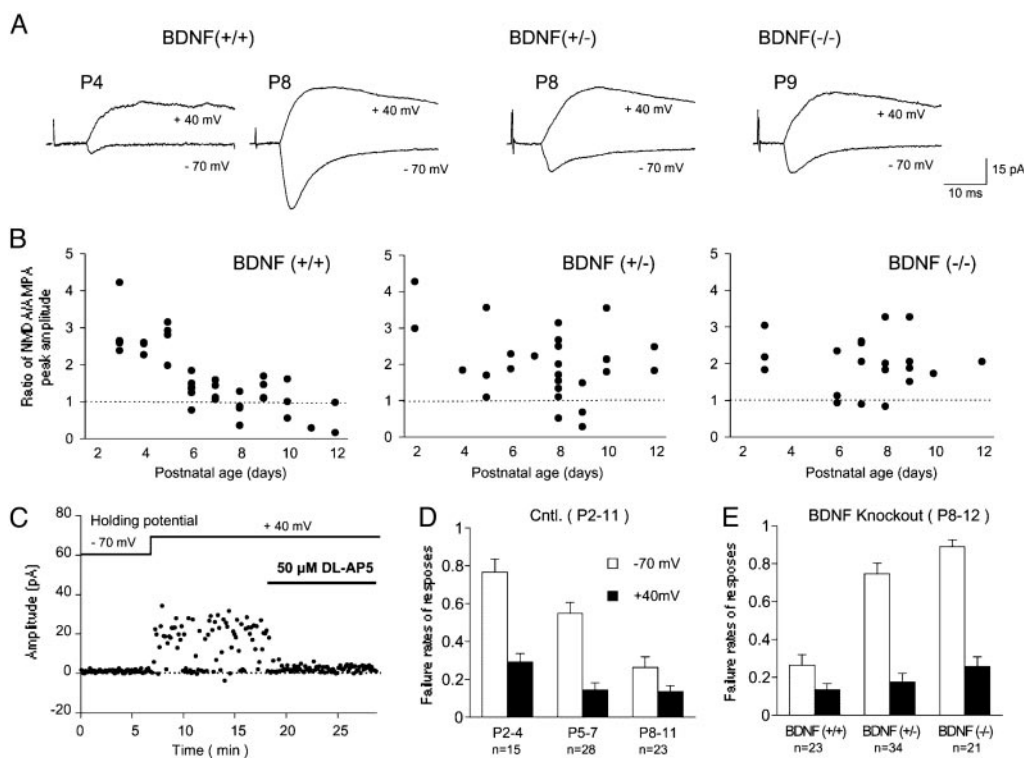 A
BDNF(+/+) BDNF(+/-) BDNF(-/-)
P4 P8 P8 P9
+ 40 mV + 40 mV + 40 mV + 40 mV
- 70 mV - 70 mV - 70 mV - 70 mV
15 pA
10 ms
B
Ratio of NMDA/AMPA
peak amplitude
BDNF (+/+) BDNF (+/-) BDNF (-/-)
5 5 5
4 4 4
3 3 3
2 2 2
1 1 1
0 0 0
2 4 6 8 10 12 2 4 6 8 10 12 2 4 6 8 10 12
Postnatal age (days) Postnatal age (days) Postnatal age (days)
C
Holding potential
- 70 mV
+ 40 mV
50 µM DL-AP5
Amplitude [pA]
80
60
40
20
0
-20
0 5 10 15 20 25
Time ( min )
D
Cntl. ( P2-11 )
Failure rates of responses
1
0.8
0.6
0.4
0.2
0
-70 mV
+40mV
P2-4 P5-7 P8-11
n=15 n=28 n=23
E
BDNF Knockout ( P8-12 )
Failure rates of resposes
1
0.8
0.6
0.4
0.2
0
BDNF (+/+) BDNF (+/-) BDNF (-/-)
n=23 n=34 n=21